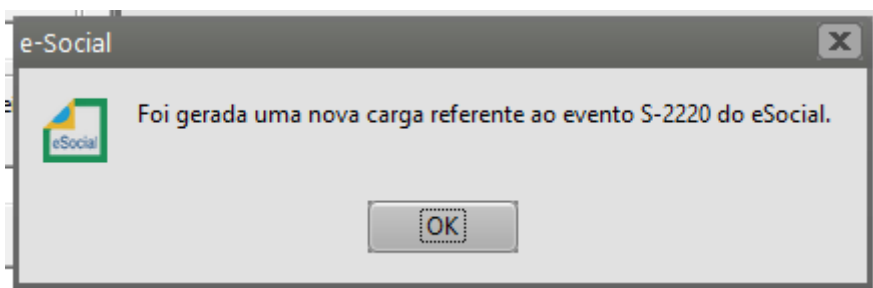 e-Social
Foi gerada uma nova carga referente ao evento S-2220 do eSocial.
eSocial
OK